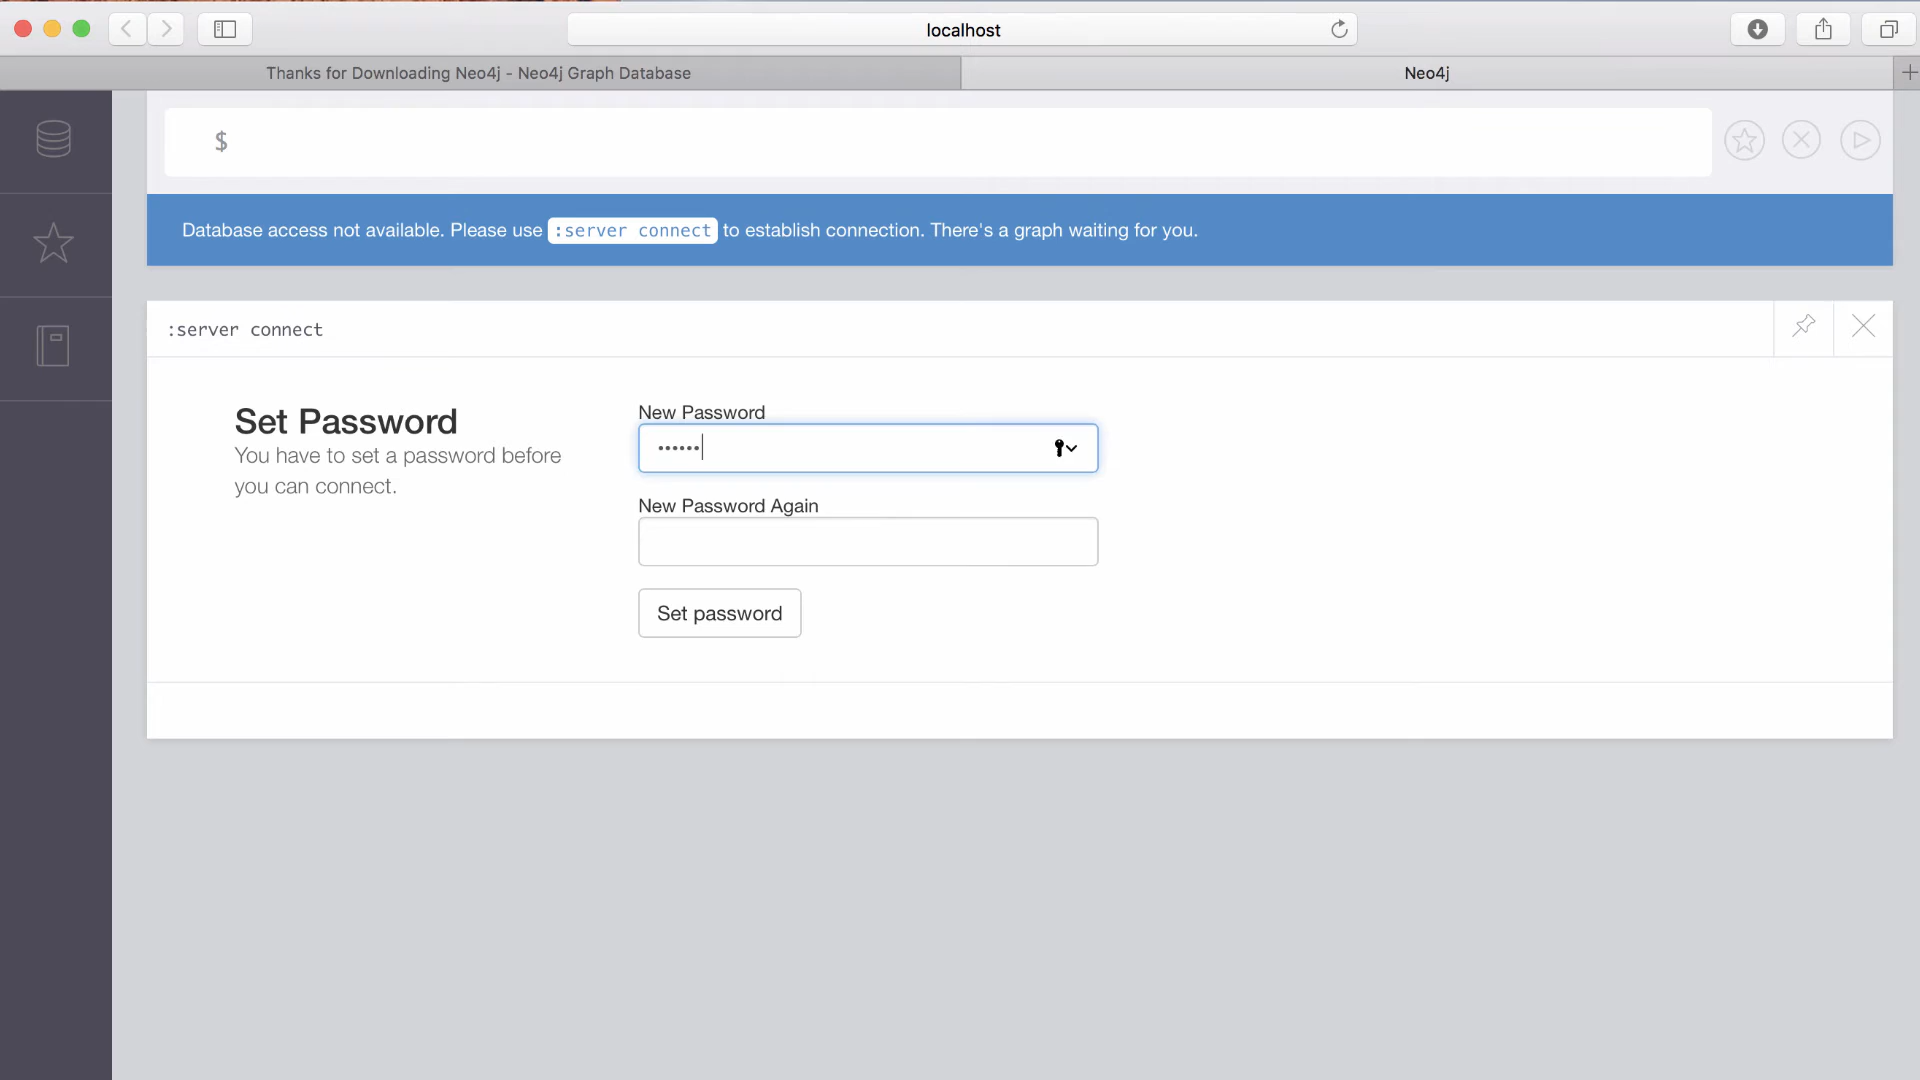 localhost
Thanks for Downloading Neo4j - Neo4j Graph Database
Neo4j
$
Database access not available. Please use :server connect to establish connection. There's a graph waiting for you.
:server connect
Set Password
You have to set a password before
you can connect.
New Password
••••••
New Password Again
Set password